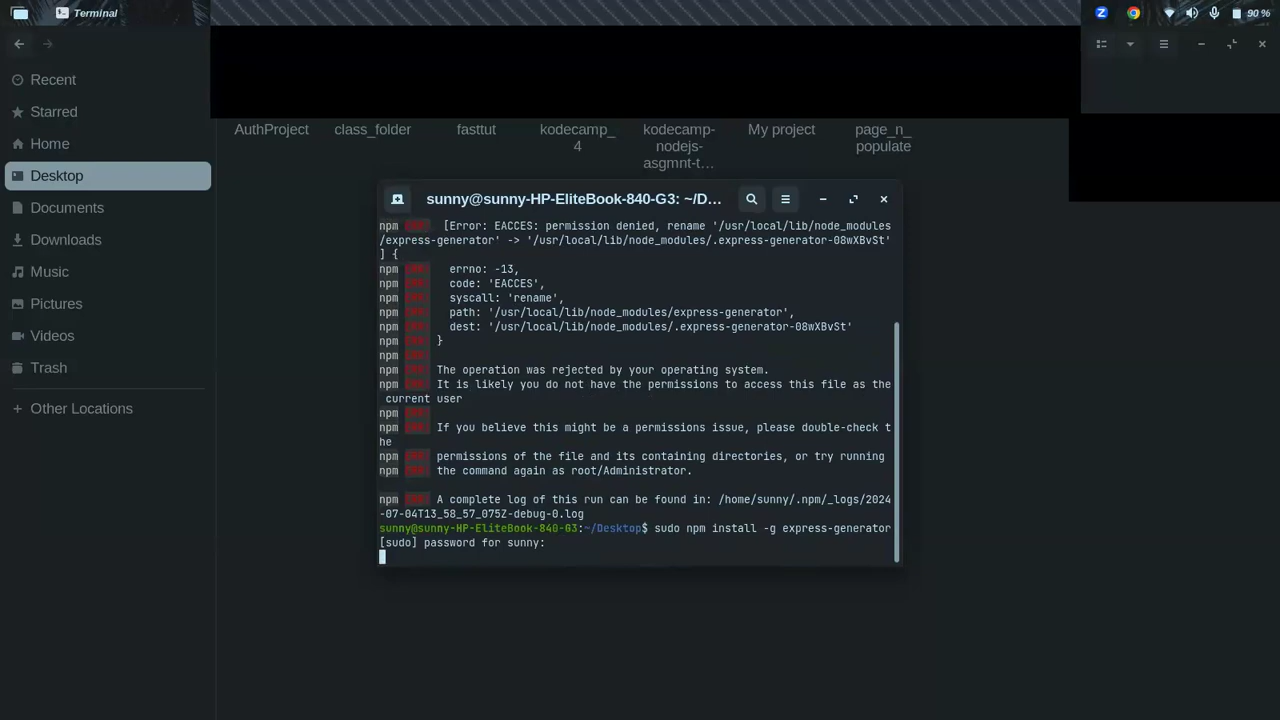 Terminal
90 %
Recent
Starred
Home
Desktop
Documents
Downloads
Music
Pictures
Videos
Trash
+ Other Locations
AuthProject
class_folder
fasttut
kodecamp_
4
kodecamp-
nodejs-
asgmnt-t…
My project
page_n_
populate
sunny@sunny-HP-EliteBook-840-G3: ~/D…
npm ERR! [Error: EACCES: permission denied, rename '/usr/local/lib/node_modules
/express-generator' -> '/usr/local/lib/node_modules/.express-generator-08wXBvSt'
] {
npm ERR! errno: -13,
npm ERR! code: 'EACCES',
npm ERR! syscall: 'rename',
npm ERR! path: '/usr/local/lib/node_modules/express-generator',
npm ERR! dest: '/usr/local/lib/node_modules/.express-generator-08wXBvSt'
npm ERR! }
npm ERR!
npm ERR! The operation was rejected by your operating system.
npm ERR! It is likely you do not have the permissions to access this file as the
current user
npm ERR!
npm ERR! If you believe this might be a permissions issue, please double-check t
he
npm ERR! permissions of the file and its containing directories, or try running
npm ERR! the command again as root/Administrator.
npm ERR! A complete log of this run can be found in: /home/sunny/.npm/_logs/2024
-07-04T13_58_57_075Z-debug-0.log
sunny@sunny-HP-EliteBook-840-G3:~/Desktop$ sudo npm install -g express-generator
[sudo] password for sunny: